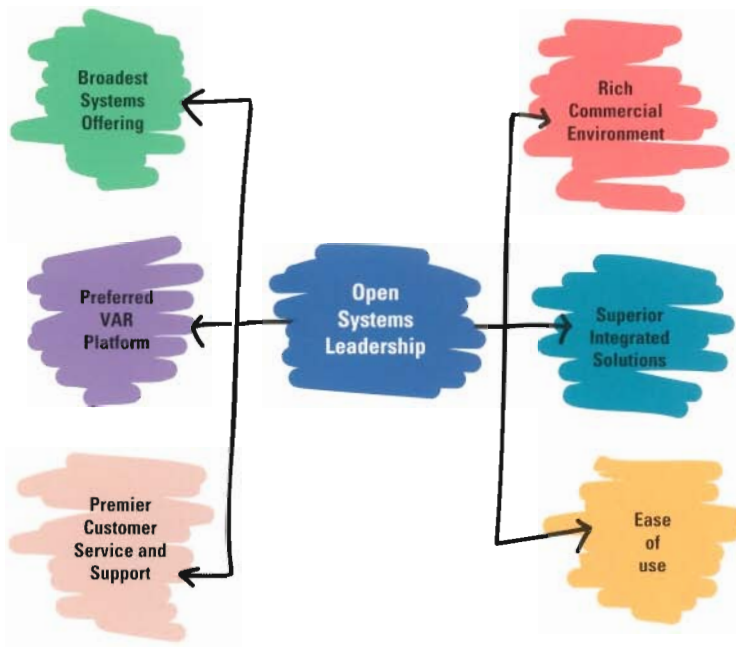 Broadest
Systems
Offering
Rich
Commercial
Environment
Preferred
VAR
Platform
Open
Systems
Leadership
Superior
Integrated
Solutions
Premier
Customer
Service and
Support
Ease
of
use